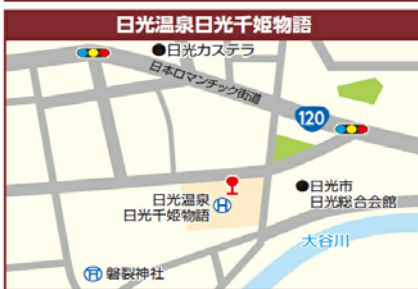 日光温泉日光千姫物語
日光カステラ
日本ロマンチック街道
120
日光温泉
日光千姫物語
H
日光市
日光総合会館
大谷川
磐裂神社